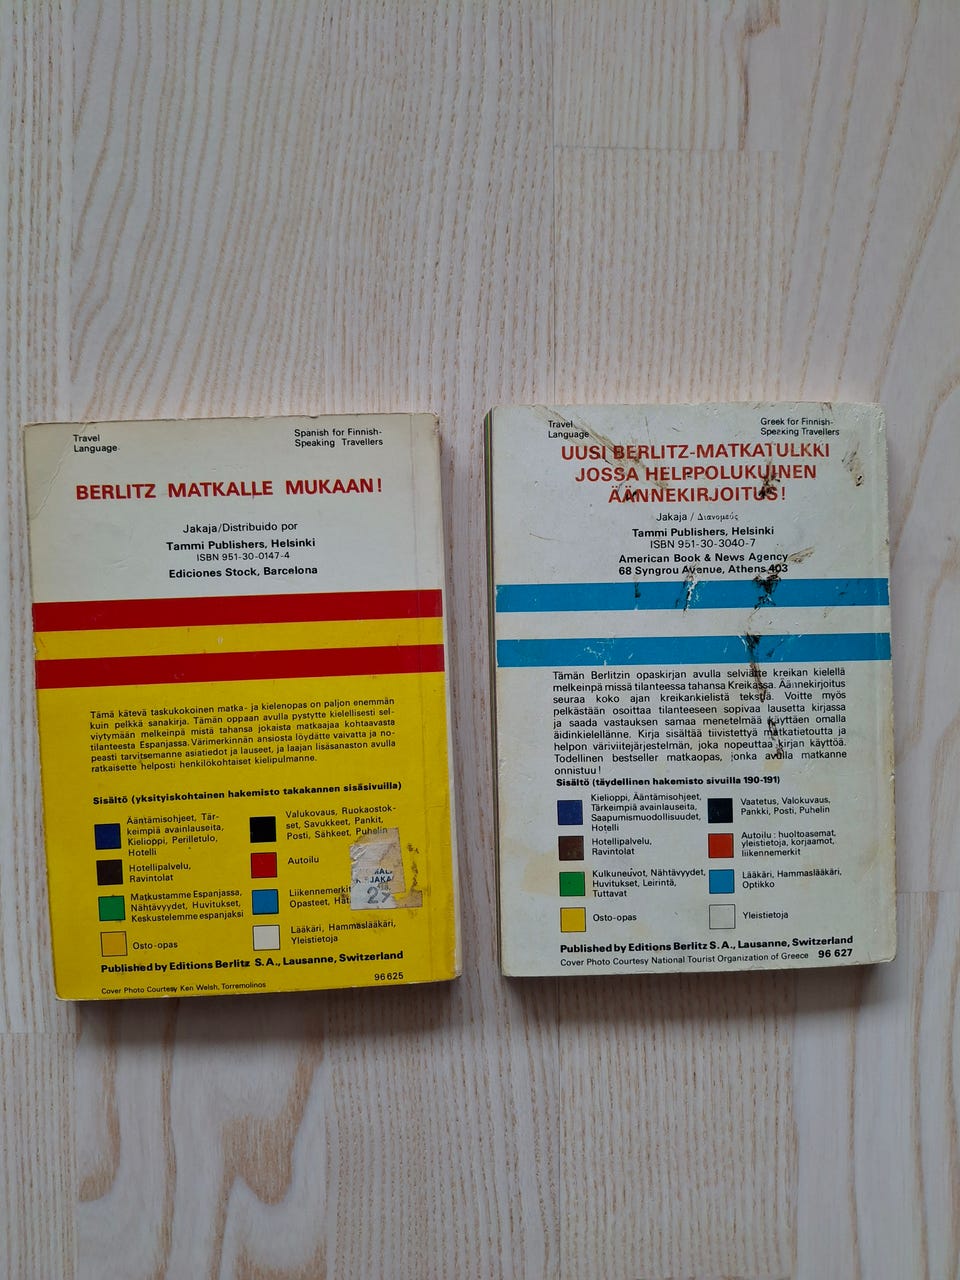 Travel
Language
Spanish for Finnish-
Speaking Travellers
BERLITZ MATKALLE MUKAAN!
Jakaja/Distribuido por
Tammi Publishers, Helsinki
ISBN 951-30-0147-4
Ediciones Stock, Barcelona
Tämä kätevä taskukokoinen matka- ja kielenopas on paljon enemmän
kuin pelkkä sanakirja. Tämän oppaan avulla pystytte kielellisesti sel-
viytymään melkeinpä mistä tahansa jokaista matkaajaa kohtaavasta
tilanteesta Espanjassa. Värimerkinnän ansiosta löydätte vaivatta ja no-
peasti tarvitsemanne asiatiedot ja lauseet, ja laajan lisäsanaston avulla
ratkaisette helposti henkilökohtaiset kielipulmanne.
Sisältö (yksityiskohtainen hakemisto takakannen sisäsivuilla)
Ääntämisohjeet, Tär-
keimpiä avainlauseita,
Kielioppi, Perilletulo,
Hotelli
Hotellipalvelu,
Ravintolat
Matkustamme Espanjassa,
Nähtävyydet, Huvitukset,
Keskustelemme espanjaksi
Osto-opas
Valukovaus, Ruokaostok-
set, Savukkeet, Pankit,
Posti, Sähkeet, Puhelin
Autoilu
Liikennemerkit
Opasteet,
Lääkäri, Hammaslääkäri,
Yleistietoja
2
Published by Editions Berlitz S.A., Lausanne, Switzerland
Cover Photo Courtesy Ken Welsh, Torremolinos
96625
Travel
Language
Greek for Finnish-
Speaking Travellers
UUSI BERLITZ-MATKATULKKI
JOSSA HELPPOLUKUINEN
ÄÄNNEKIRJOITUS!
Jakaja / Διανομεύς
Tammi Publishers, Helsinki
ISBN 951-30-3040-7
American Book & News Agency
68 Syngrou Avenue, Athens 403
Tämän Berlitzin opaskirjan avulla selviätte kreikan kielellä
melkeinpä missä tilanteessa tahansa Kreikassa. Äännekirjoitus
seuraa koko ajan kreikankielistä tekstiä. Voitte myös
pelkästään osoittaa tilanteeseen sopivaa lausetta kirjassa
ja saada vastauksen samaa menetelmää käyttäen omalla
äidinkielellänne. Kirja sisältää tiivistettyä matkatietoutta ja
helpon väriviitejärjestelmän, joka nopeuttaa kirjan käyttöä.
Todellinen bestseller matkaopas, jonka avulla matkanne
onnistuu!
Sisältö (täydellinen hakemisto sivuilla 190-191)
Kielioppi, Ääntämisohjeet,
Tärkeimpiä avainlauseita,
Saapumismuodollisuudet,
Hotelli
Hotellipalvelu,
Ravintolat
Kulkuneuvot, Nähtävyydet,
Huvitukset, Leirintä,
Tuttavat
Osto-opas
Vaatetus, Valokuvaus,
Pankki, Posti, Puhelin
Autoilu: huoltoasemat,
yleistietoja, korjaamot,
liikennemerkit
Lääkäri, Hammaslääkäri,
Optikko
Yleistietoja
Published by Editions Berlitz S.A., Lausanne, Switzerland
Cover Photo Courtesy National Tourist Organization of Greece 96 627